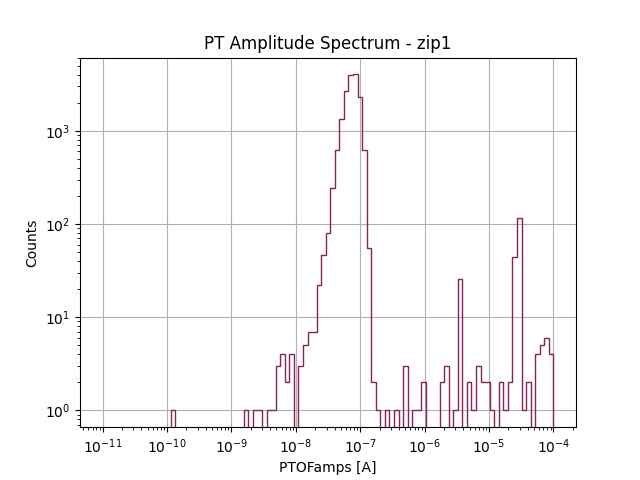 PT Amplitude Spectrum - zip1
Counts
10³
10²
10¹
10⁰
10⁻¹¹ 10⁻¹⁰ 10⁻⁹ 10⁻⁸ 10⁻⁷ 10⁻⁶ 10⁻⁵ 10⁻⁴
PTOFamps [A]